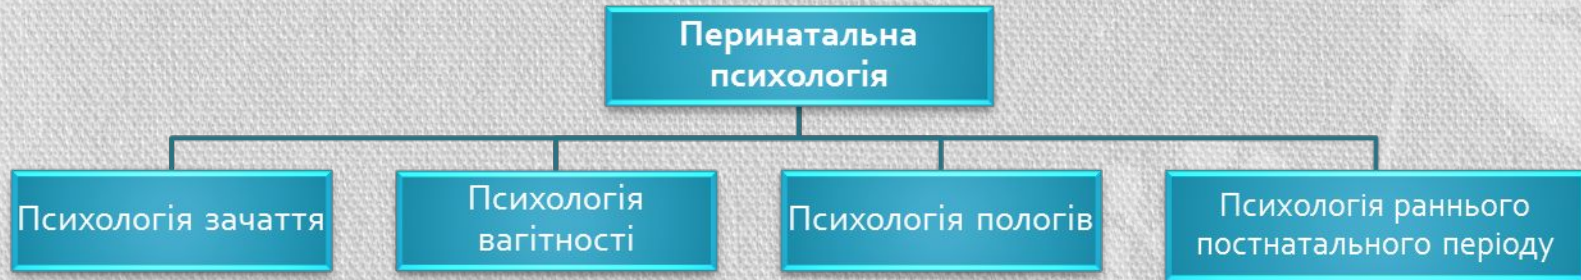 Перинатальна
психологія
Психологія зачаття
Психологія
вагітності
Психологія пологів
Психологія раннього
постнатального періоду